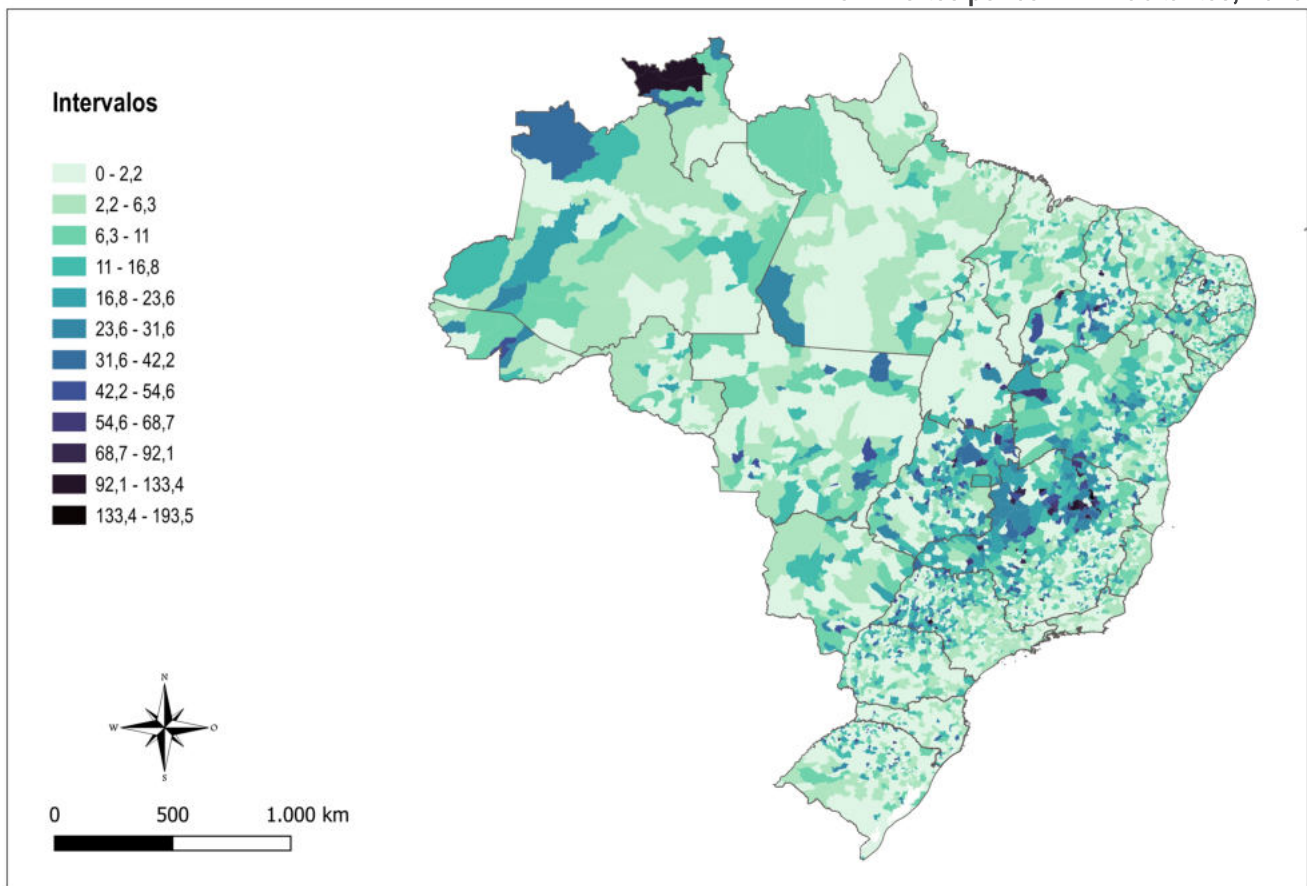 Intervalos
0 - 2,2
2,2 - 6,3
6,3 - 11
11 - 16,8
16,8 - 23,6
23,6 - 31,6
31,6 - 42,2
42,2 - 54,6
54,6 - 68,7
68,7 - 92,1
92,1 - 133,4
133,4 - 193,5
N
W O
S
0 500 1.000 km